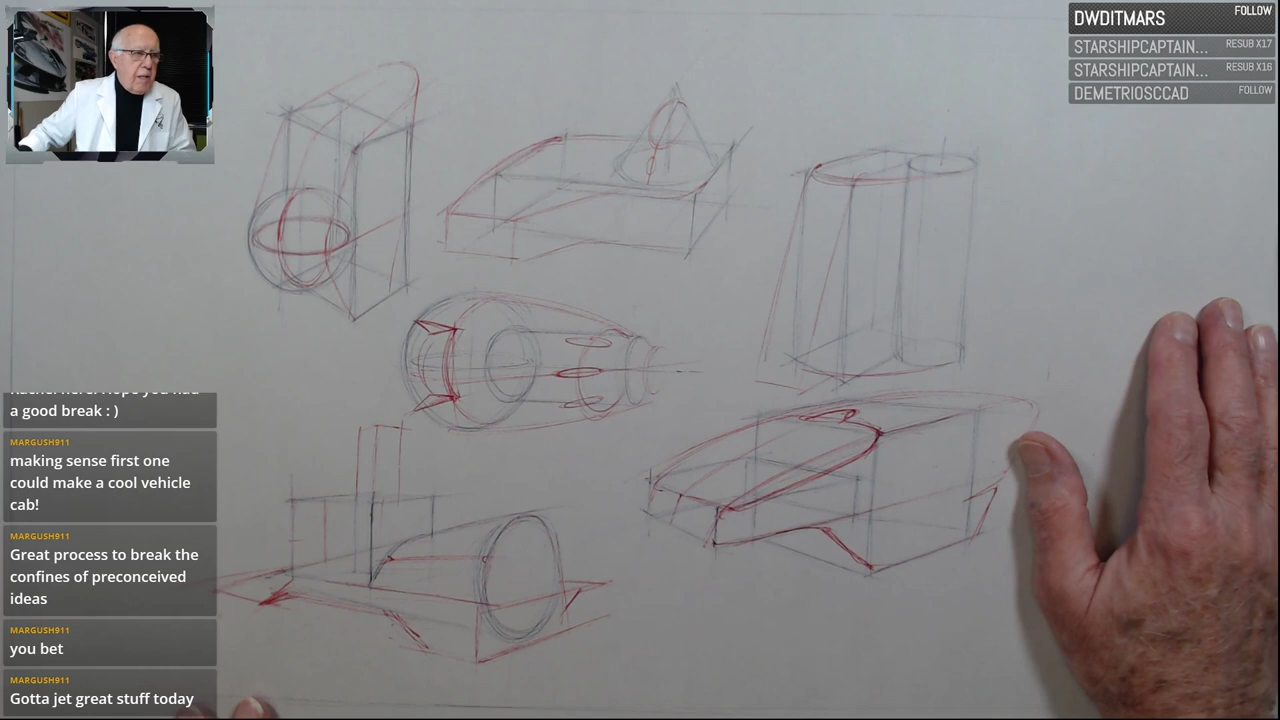 DWDITMARS FOLLOW
STARSHIPCAPTAIN... RESUB X17
STARSHIPCAPTAIN... RESUB X16
DEMETRIOSCCAD FOLLOW
a good break : )
MARGUSH911
making sense first one
could make a cool vehicle
cab!
MARGUSH911
Great process to break the
confines of preconceived
ideas
MARGUSH911
you bet
MARGUSH911
Gotta jet great stuff today